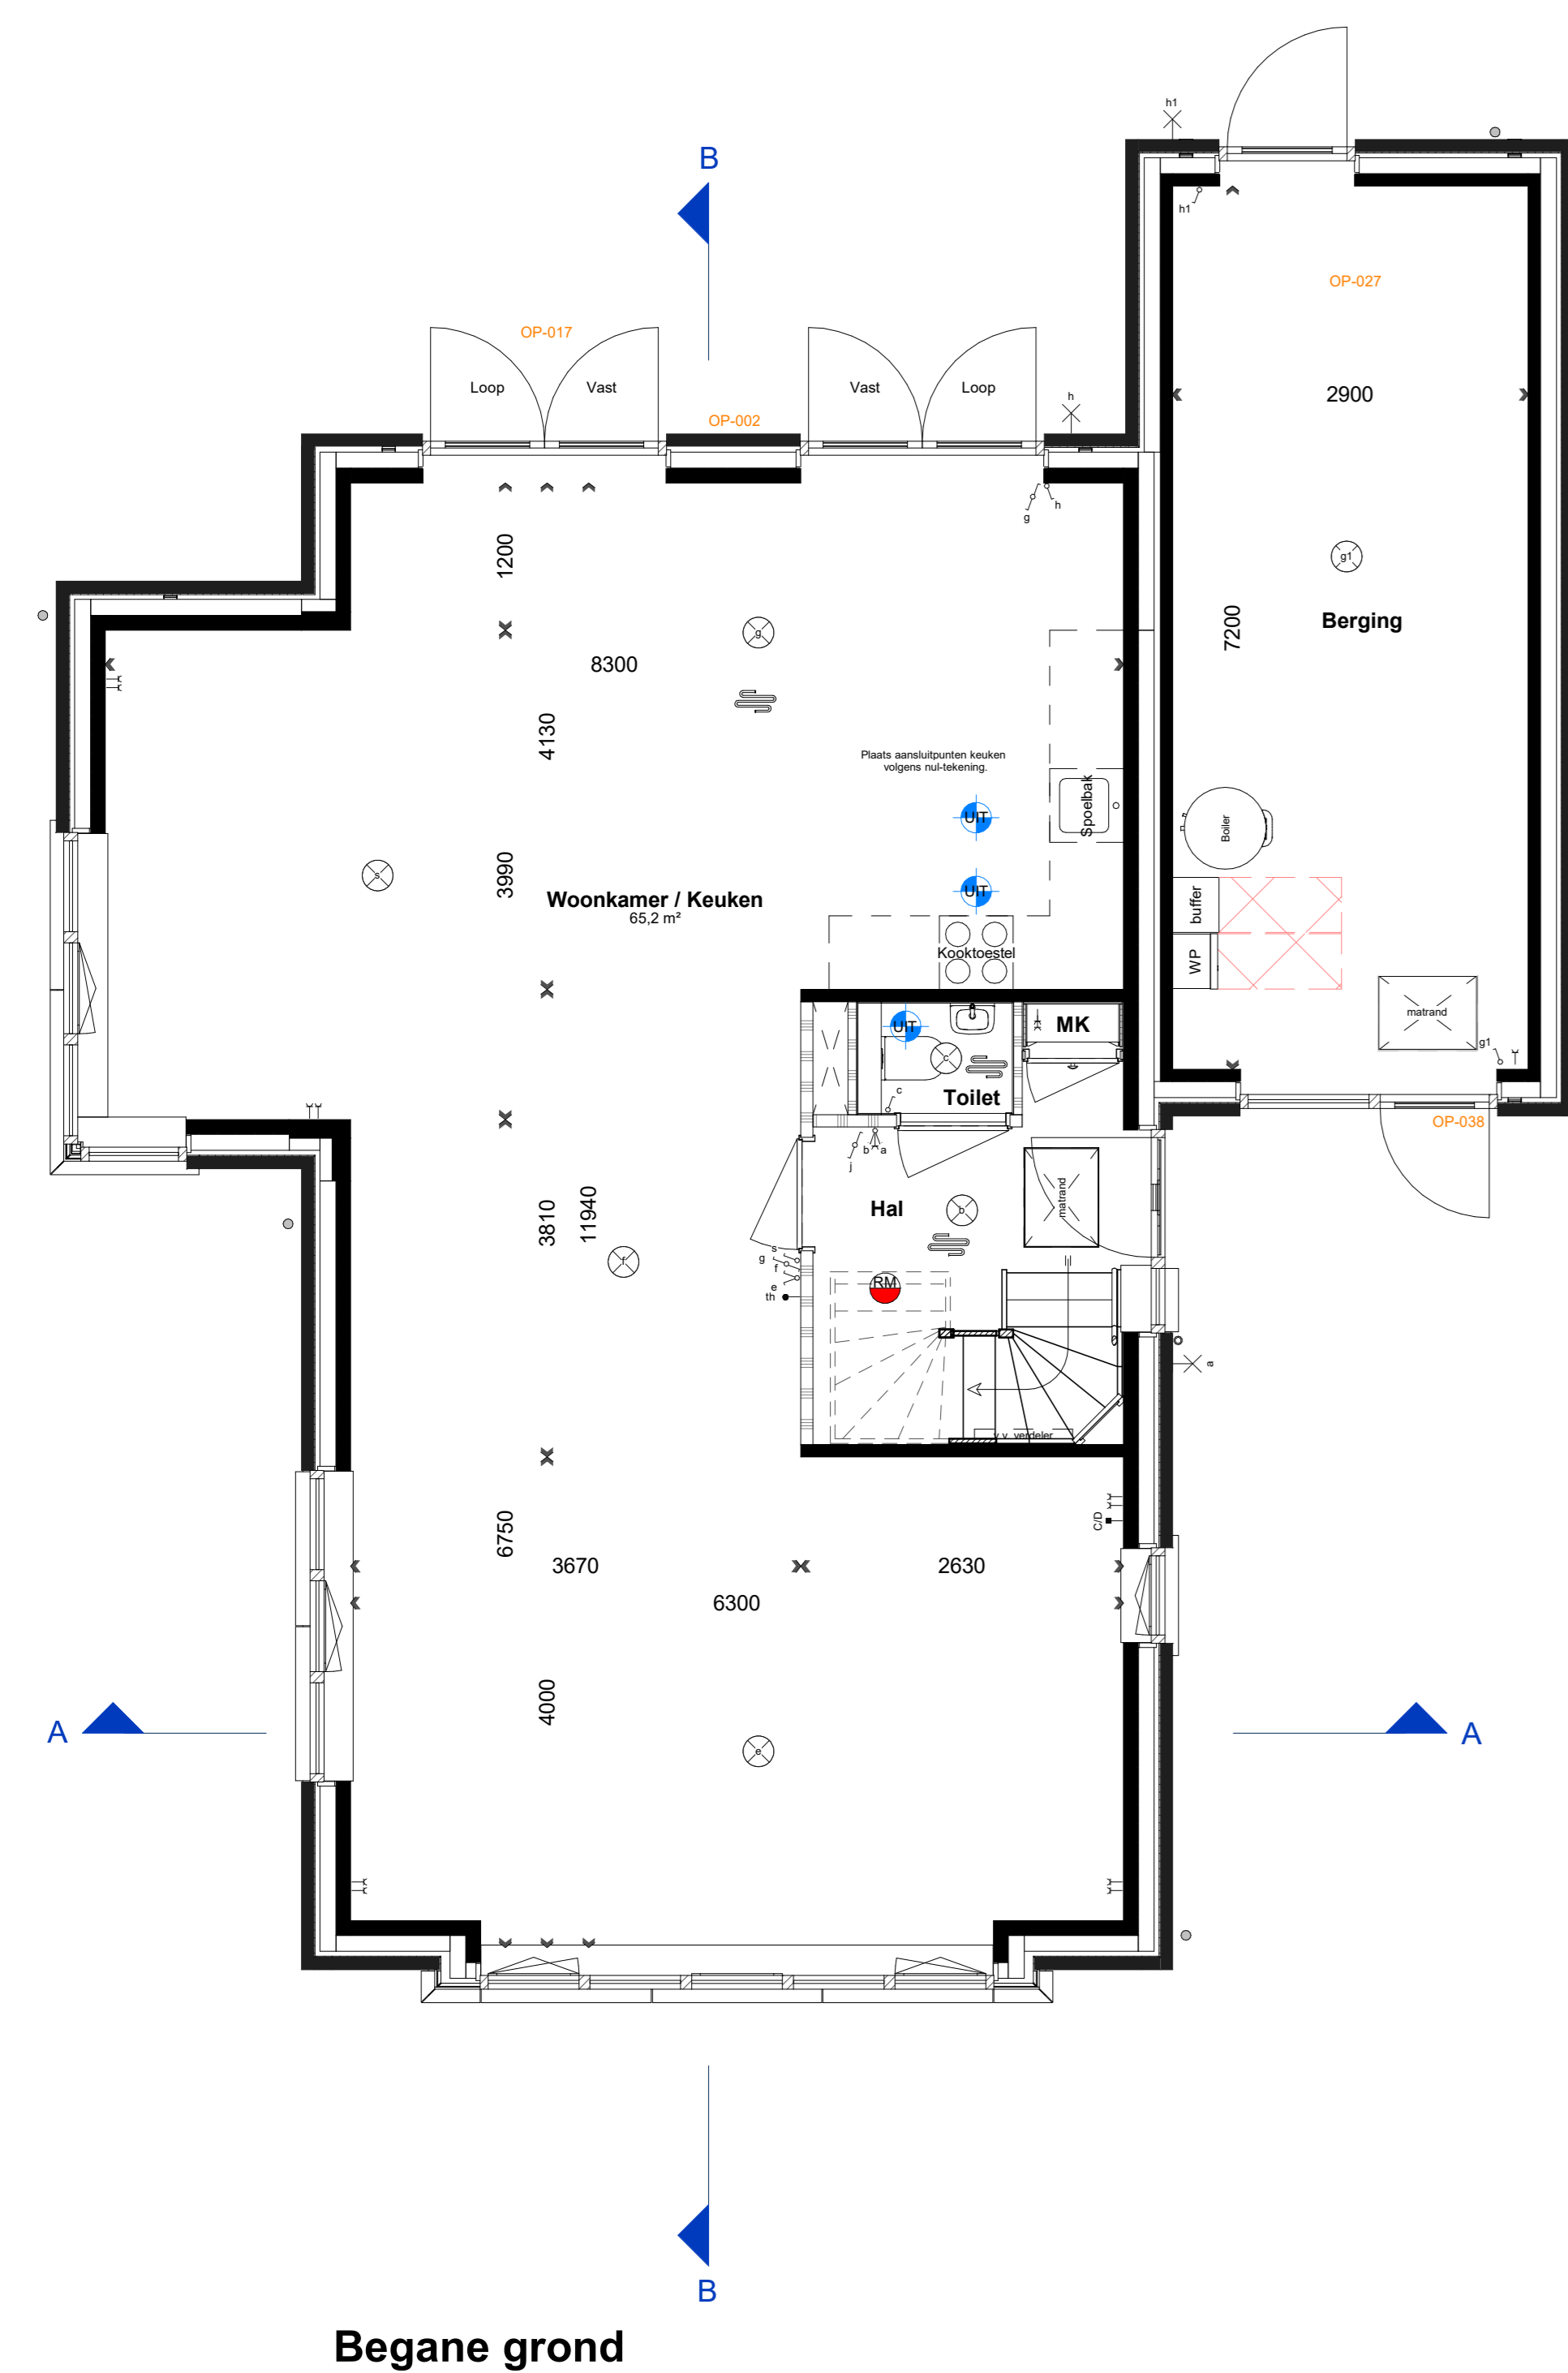 h1
B
h1
OP-027
OP-017
Loop
Vast
Vast
Loop
2900
h
OP-002
g
h
1200
g1
g
7200
Berging
8300
4130
Plaats aansluitpunten keuken
volgens nul-tekening.
Spoelbak
UIT
Boiler
s
3990
UIT
Woonkamer / Keuken
65,2 m²
buffer
Kooktoestel
WP
matrand
UIT
MK
g1
c
Toilet
c
OP-038
b
a
j
Hal
b
matrand
3810
11940
f
s
g
f
e
th
RM
a
v.v. verdeler
C/D
6750
3670
2630
6300
4000
A
A
e
B
Begane grond